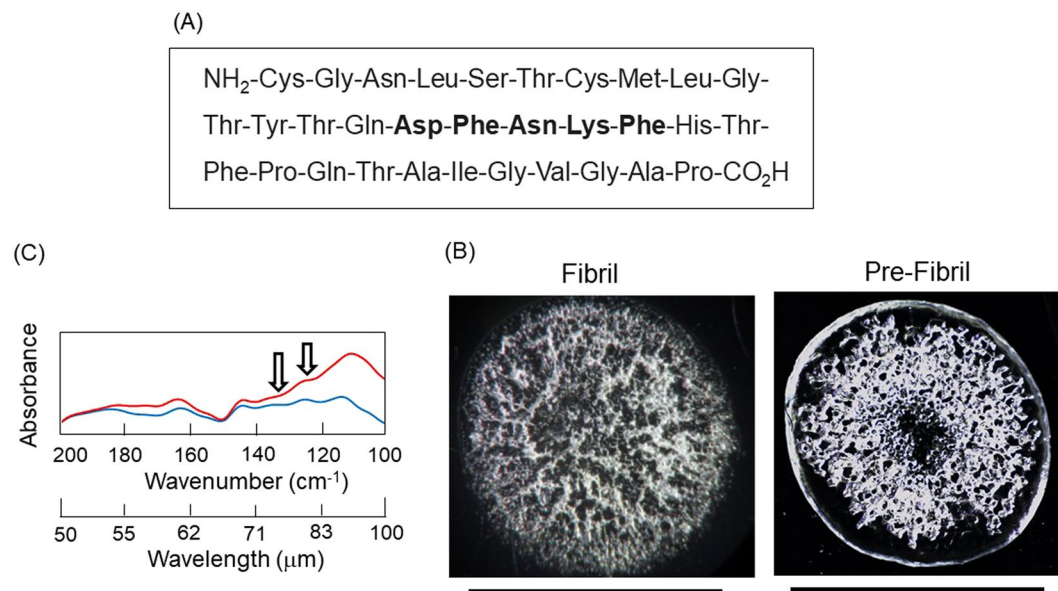 (A)
NH2-Cys-Gly-Asn-Leu-Ser-Thr-Cys-Met-Leu-Gly-
Thr-Tyr-Thr-Gln-Asp-Phe-Asn-Lys-Phe-His-Thr-
Phe-Pro-Gln-Thr-Ala-Ile-Gly-Val-Gly-Ala-Pro-CO2H
(C)
Absorbance
200 180 160 140 120 100
Wavenumber (cm-1)
50 55 62 71 83 100
Wavelength (μm)
(B)
Fibril
Pre-Fibril